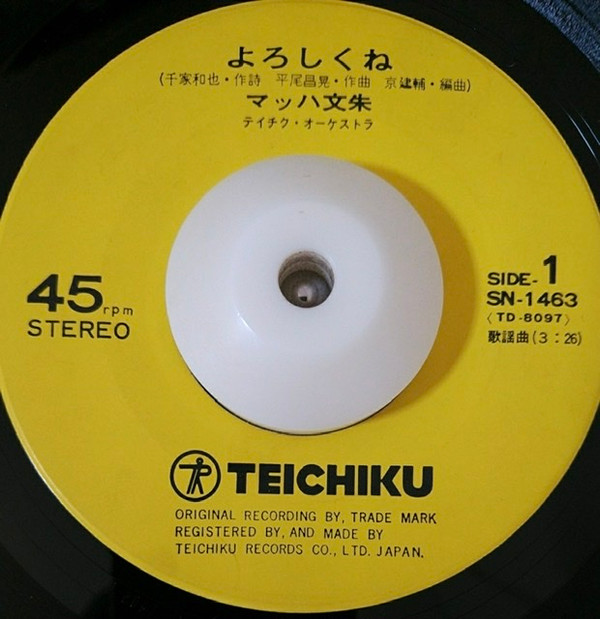 よろしくね
(千家和也・作詩 平尾昌晃・作曲 京建輔・編曲)
マッハ文朱
テイチク・オーケストラ
45rpm
STEREO
SIDE-1
SN-1463
〈TD-8097〉
歌謡曲(3:26)
TEICHIKU
ORIGINAL RECORDING BY, TRADE MARK
REGISTERED BY, AND MADE BY
TEICHIKU RECORDS CO., LTD. JAPAN.